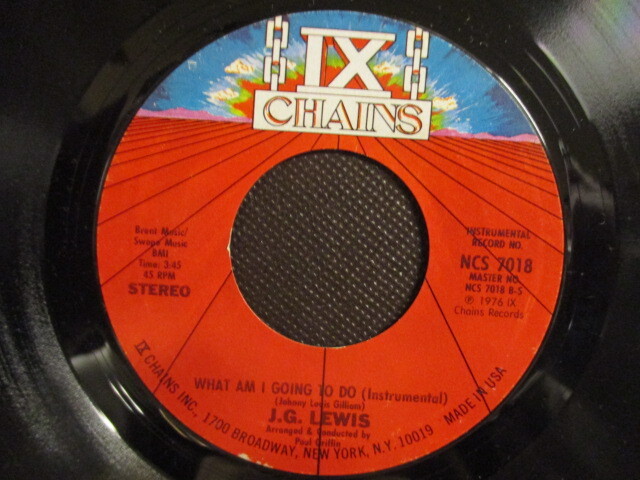 IX
CHAINS
Brent Music/
Swape Music
BMI
Time: 3:45
45 RPM
STEREO
INSTRUMENTAL
RECORD NO.
NCS 7018
MASTER NO.
NCS 7018 B-S
℗ 1976 IX
Chains Records
WHAT AM I GOING TO DO (Instrumental)
(Johnny Lewis Gilliam)
J.G. LEWIS
Arranged & Conducted by
Paul Griffin
IX CHAINS INC., 1700 BROADWAY, NEW YORK, N.Y. 10019 MADE IN USA